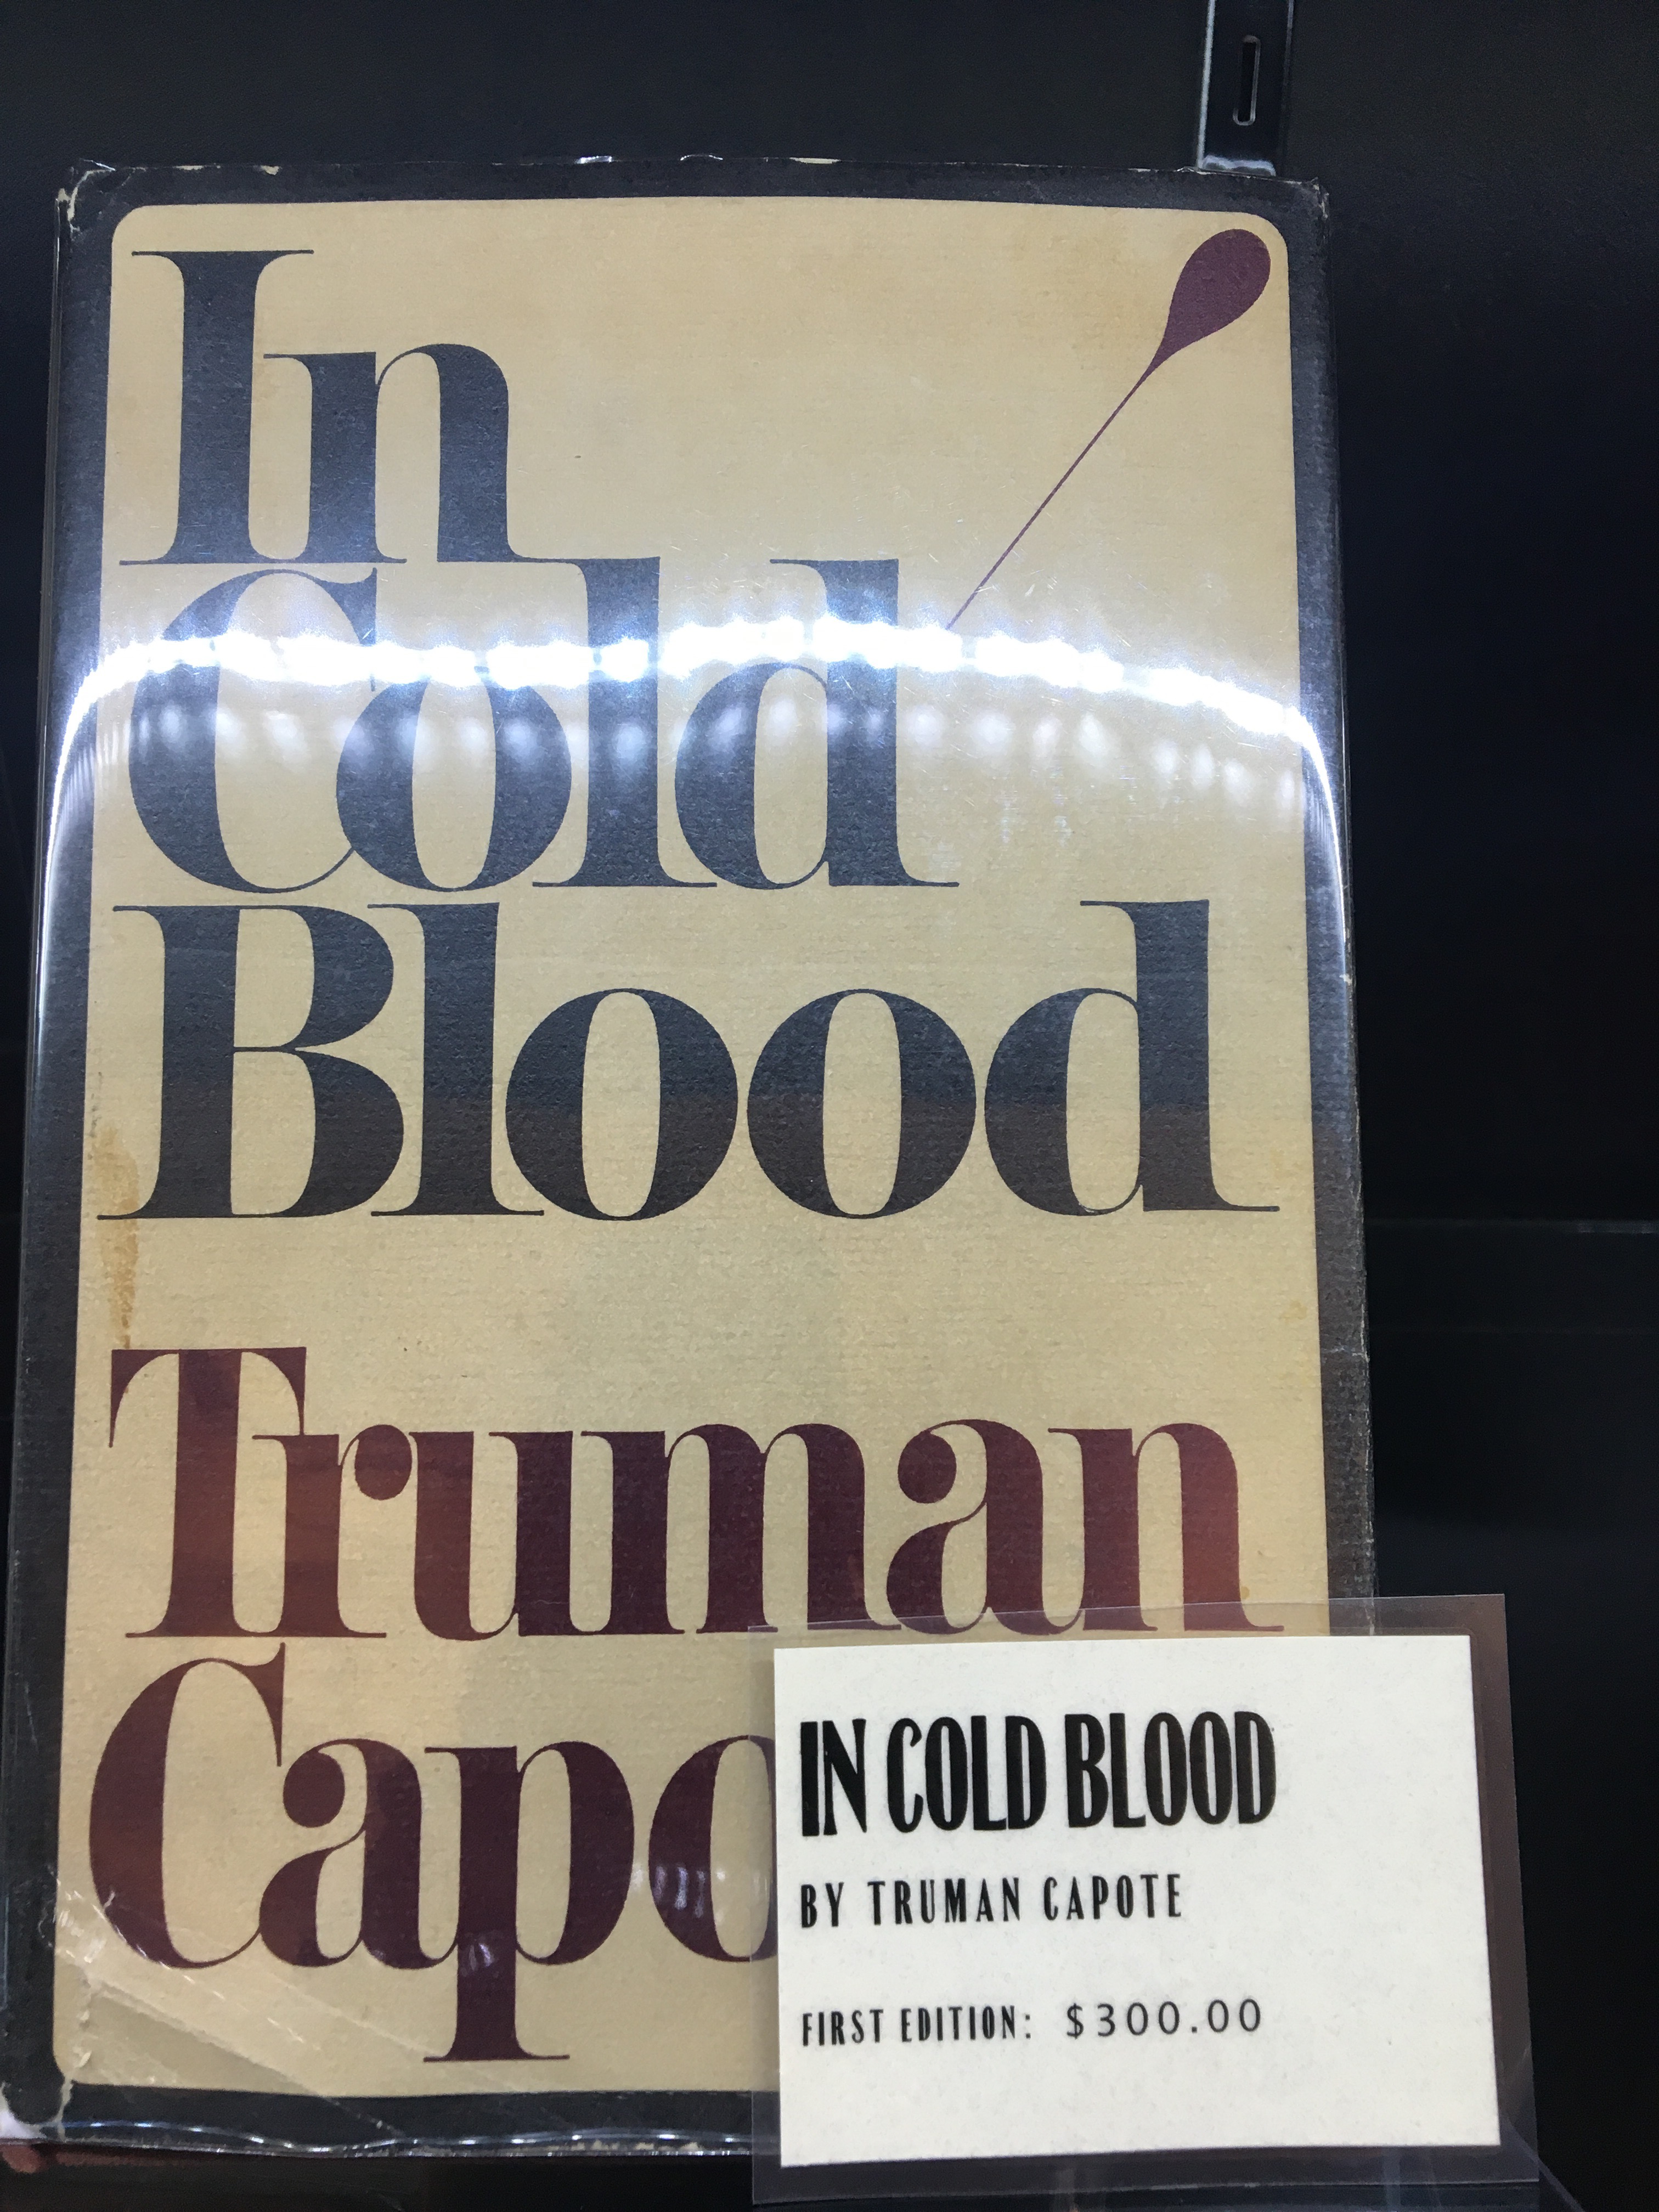 In
Cold
Blood
Truman
Capo
IN COLD BLOOD
BY TRUMAN CAPOTE
FIRST EDITION: $300.00